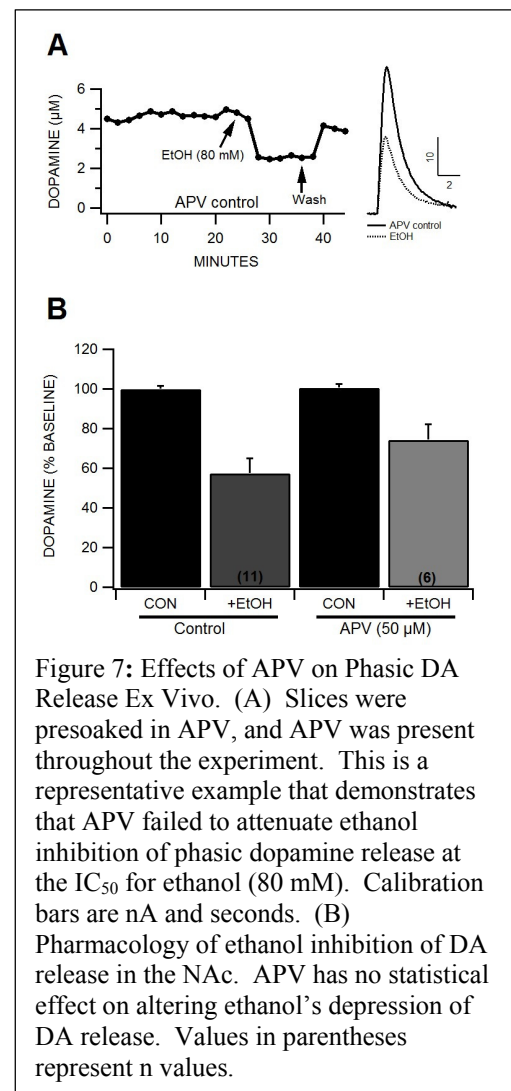 A
6
4
2
0
DOPAMINE (µM)
EtOH (80 mM)
APV control
Wash
0 10 20 30 40
MINUTES
10
2
APV control
EtOH
B
120
100
80
60
40
20
0
DOPAMINE (% BASELINE)
(11)
(6)
CON +EtOH CON +EtOH
Control APV (50 µM)
Figure 7: Effects of APV on Phasic DA
Release Ex Vivo. (A) Slices were
presoaked in APV, and APV was present
throughout the experiment. This is a
representative example that demonstrates
that APV failed to attenuate ethanol
inhibition of phasic dopamine release at
the IC₅₀ for ethanol (80 mM). Calibration
bars are nA and seconds. (B)
Pharmacology of ethanol inhibition of DA
release in the NAc. APV has no statistical
effect on altering ethanol’s depression of
DA release. Values in parentheses
represent n values.